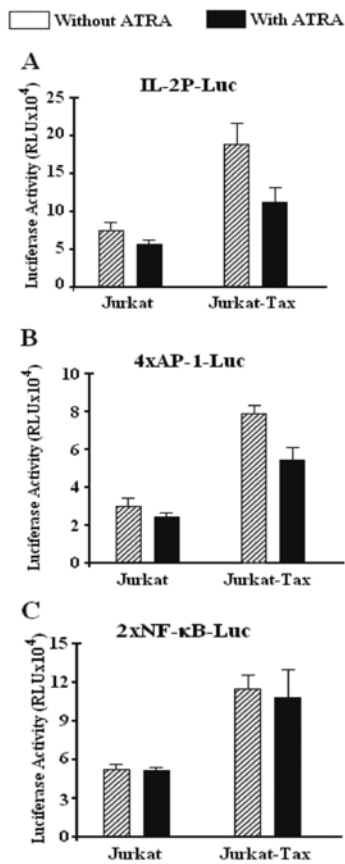 Without ATRA With ATRA
A
IL-2P-Luc
Luciferase Activity (RLUx10⁴)
25
20
15
10
5
0
Jurkat Jurkat-Tax
B
4xAP-1-Luc
Luciferase Activity (RLUx10⁴)
10
8
6
4
2
0
Jurkat Jurkat-Tax
C
2xNF-κB-Luc
Luciferase Activity (RLUx10⁴)
15
12
9
6
3
0
Jurkat Jurkat-Tax